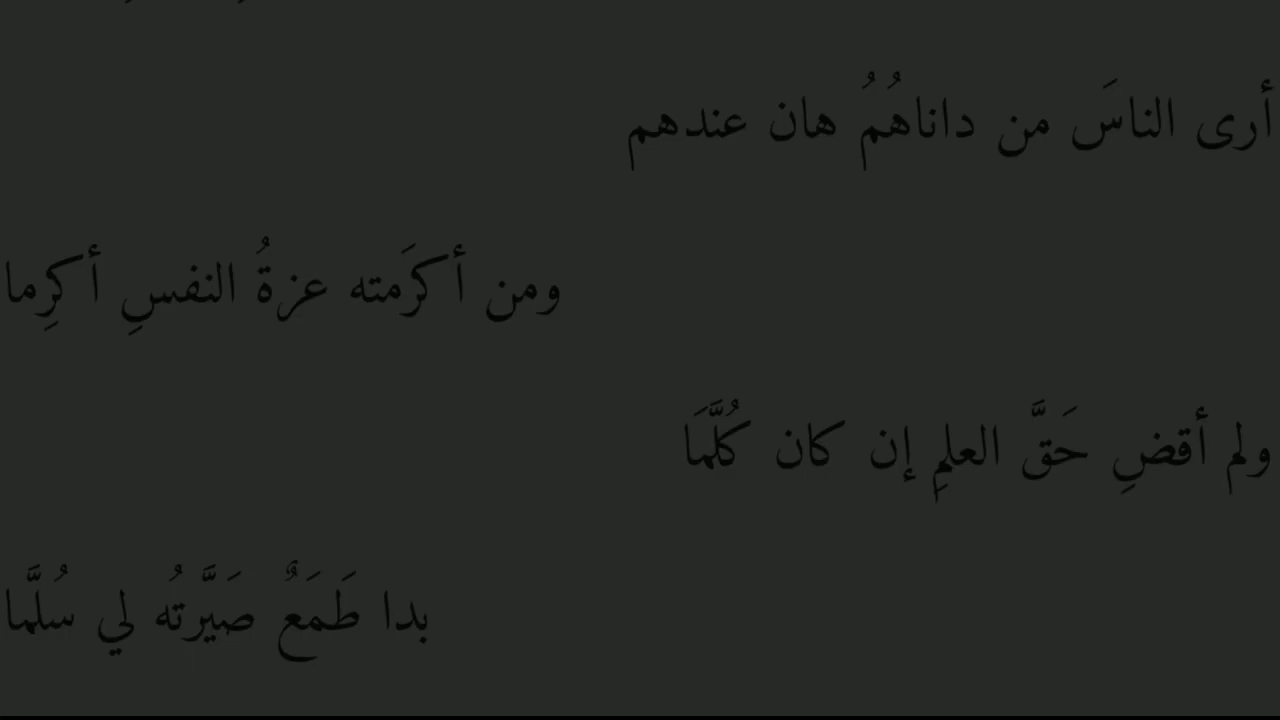 أرى الناسَ من داناهُمُ هان عندهم
ومن أكرَمته عزةُ النفسِ أكرِما
ولم أقضِ حَقَّ العلمِ إن كان كُلَّمَا
بدا طَمَعٌ صَيَّرتُه لي سُلَّما